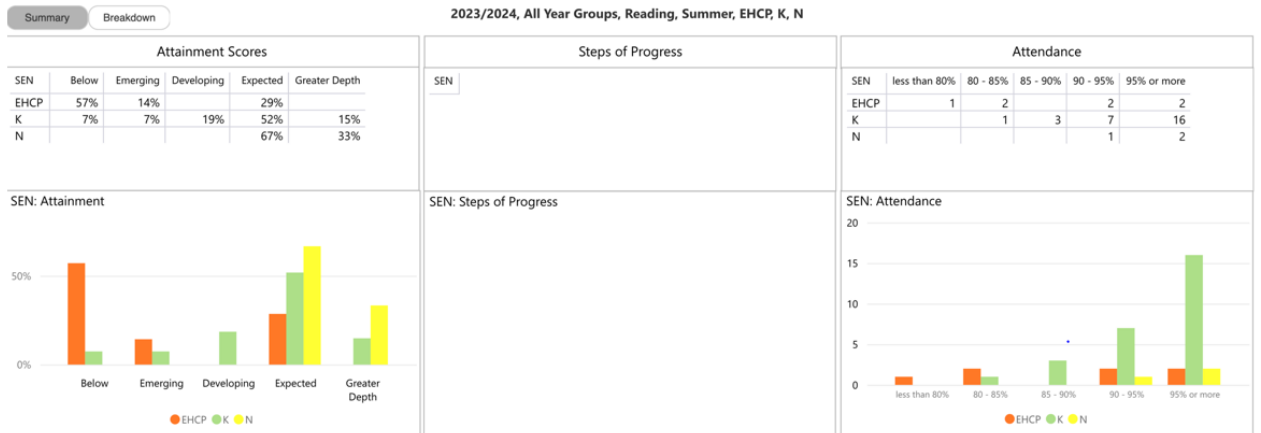 Summary Breakdown
2023/2024, All Year Groups, Reading, Summer, EHCP, K, N
Attainment Scores
SEN Below Emerging Developing Expected Greater Depth
EHCP 57% 14% 29%
K 7% 7% 19% 52% 15%
N 67% 33%
Steps of Progress
SEN
Attendance
SEN less than 80% 80 - 85% 85 - 90% 90 - 95% 95% or more
EHCP 1 2 2 2
K 1 3 7 16
N 1 2
SEN: Attainment
50%
0%
Below Emerging Developing Expected Greater
Depth
EHCP K N
SEN: Steps of Progress
SEN: Attendance
20
15
10
5
0
less than 80% 80 - 85% 85 - 90% 90 - 95% 95% or more
EHCP K N